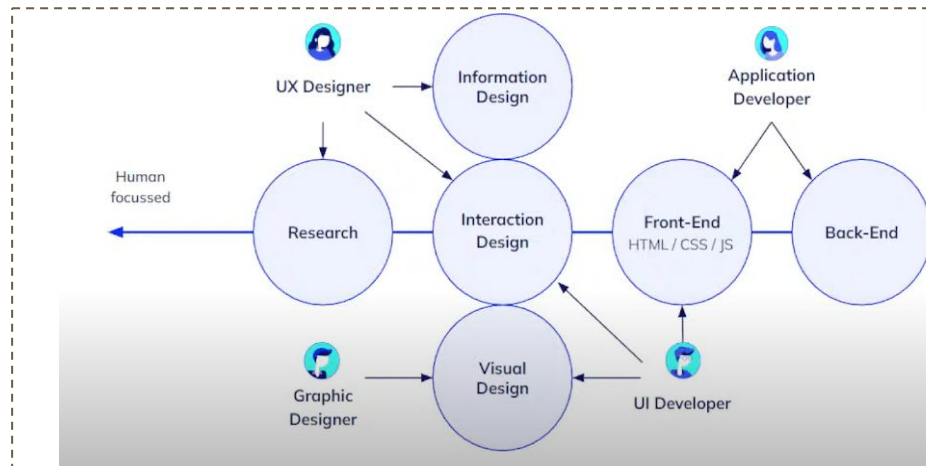 UX Designer
Information
Design
Application
Developer
Human
focussed
Research
Interaction
Design
Front-End
HTML / CSS / JS
Back-End
Graphic
Designer
Visual
Design
UI Developer